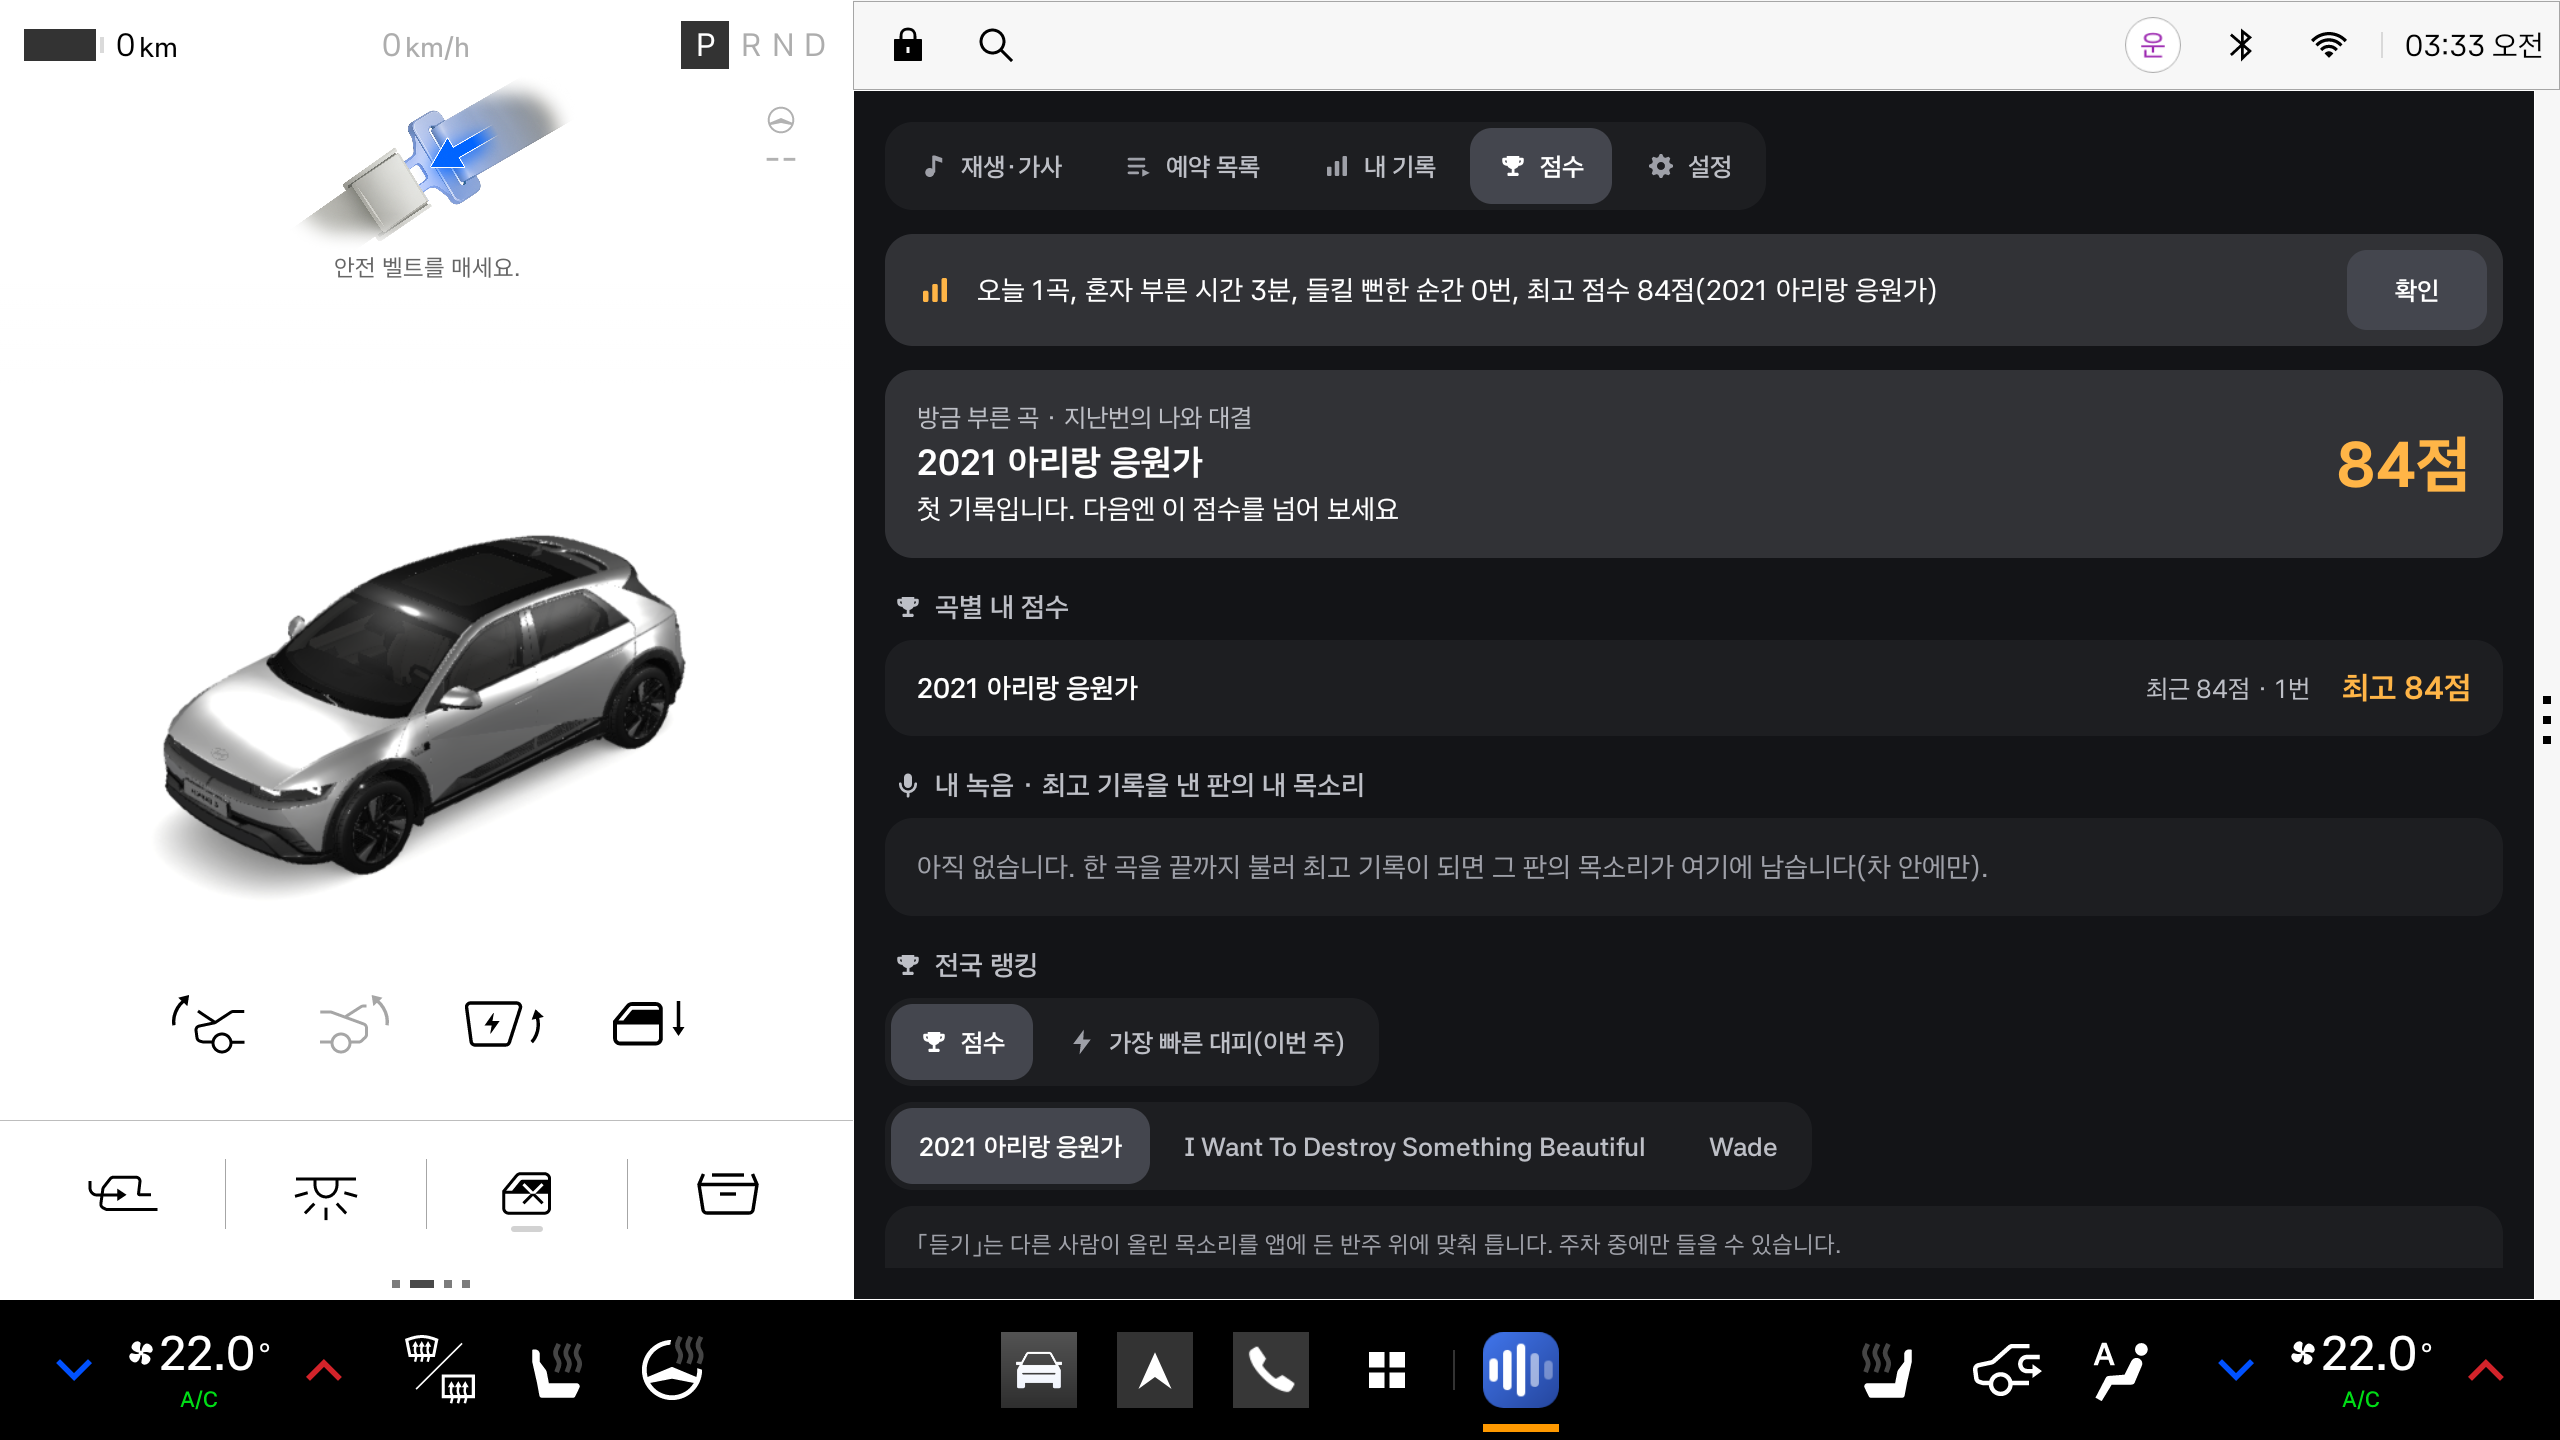 0 km
0 km/h
P R N D
운
03:33 오전
안전 벨트를 매세요.
재생·가사
예약 목록
내 기록
점수
설정
오늘 1곡, 혼자 부른 시간 3분, 들킬 뻔한 순간 0번, 최고 점수 84점(2021 아리랑 응원가)
확인
방금 부른 곡 · 지난번의 나와 대결
2021 아리랑 응원가
84점
첫 기록입니다. 다음엔 이 점수를 넘어 보세요
곡별 내 점수
2021 아리랑 응원가
최근 84점 · 1번
최고 84점
내 녹음 · 최고 기록을 낸 판의 내 목소리
아직 없습니다. 한 곡을 끝까지 불러 최고 기록이 되면 그 판의 목소리가 여기에 남습니다(차 안에만).
전국 랭킹
점수
가장 빠른 대피(이번 주)
2021 아리랑 응원가
I Want To Destroy Something Beautiful
Wade
「듣기」는 다른 사람이 올린 목소리를 앱에 든 반주 위에 맞춰 틉니다. 주차 중에만 들을 수 있습니다.
22.0°
A/C
A
22.0°
A/C